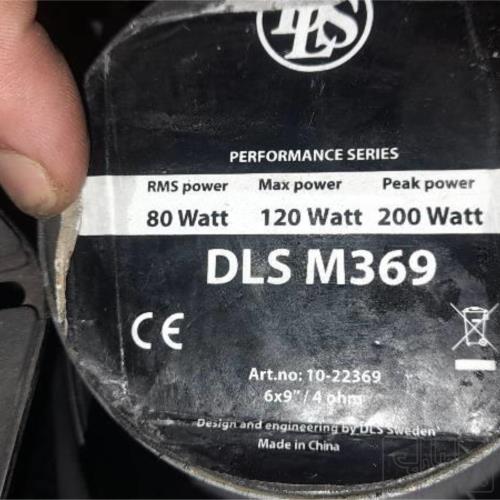 DLS
PERFORMANCE SERIES
RMS power Max power Peak power
80 Watt 120 Watt 200 Watt
DLS M369
CE
Art.no: 10-22369
6x9" / 4 ohm
Design and engineering by DLS Sweden
Made in China